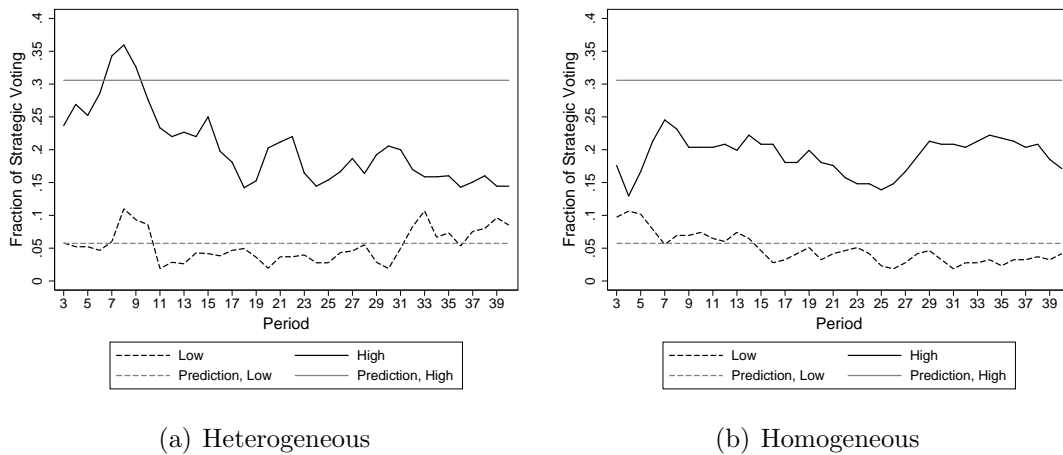 Fraction of Strategic Voting
.4
.35
.3
.25
.2
.15
.1
.05
0
3 5 7 9 11 13 15 17 19 21 23 25 27 29 31 33 35 37 39
Period
Low High
Prediction, Low Prediction, High
(a) Heterogeneous
Fraction of Strategic Voting
.4
.35
.3
.25
.2
.15
.1
.05
0
3 5 7 9 11 13 15 17 19 21 23 25 27 29 31 33 35 37 39
Period
Low High
Prediction, Low Prediction, High
(b) Homogeneous